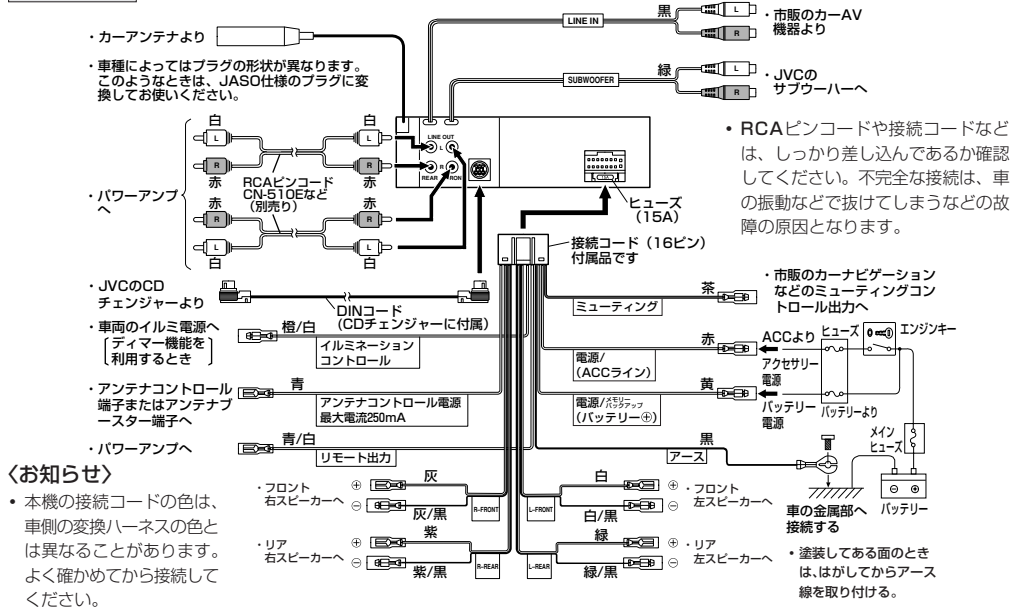 ・カーアンテナより
・車種によってはプラグの形状が異なります。
このようなときは、JASO仕様のプラグに変
換してお使いください。
LINE IN
黒
L
R
・市販のカーAV
機器より
SUBWOOFER
緑
L
R
・JVCの
サブウーハーへ
• RCAピンコードや接続コードなど
は、しっかり差し込んであるか確認
してください。不完全な接続は、車
の振動などで抜けてしまうなどの故
障の原因となります。
白
白
L
L
R
R
赤
赤
RCAピンコード
CN-510Eなど
(別売り)
・パワーアンプ
へ
赤
赤
R
R
L
L
白
白
LINE OUT
L
R
REAR
ヒューズ
(15A)
接続コード(16ピン)
付属品です
・JVCのCD
チェンジャーより
DINコード
(CDチェンジャーに付属)
・車両のイルミ電源へ
ディマー機能を
利用するとき
橙/白
イルミネーション
コントロール
・アンテナコントロール
端子またはアンテナブ
ースター端子へ
青
アンテナコントロール電源
最大電流250mA
・パワーアンプへ
青/白
リモート出力
茶
ミューティング
・市販のカーナビゲーション
などのミューティングコン
トロール出力へ
赤
電源/
(ACCライン)
ACCより
アクセサリー
電源
ヒューズ
エンジンキー
黄
電源/メモリーバックアップ
(バッテリー⊕)
バッテリー
電源
バッテリーより
メイン
ヒューズ
黒
アース
車の金属部へ
接続する
⊖ ⊕
バッテリー
・塗装してある面のとき
は、はがしてからアース
線を取り付ける。
〈お知らせ〉
• 本機の接続コードの色は、
車側の変換ハーネスの色と
は異なることがあります。
よく確かめてから接続して
ください。
・フロント
右スピーカーへ
⊕
⊖
灰
灰/黒
R-FRONT
L-FRONT
白
白/黒
⊕
⊖
・フロント
左スピーカーへ
・リア
右スピーカーへ
⊕
⊖
紫
紫/黒
R-REAR
L-REAR
緑
緑/黒
⊕
⊖
・リア
左スピーカーへ